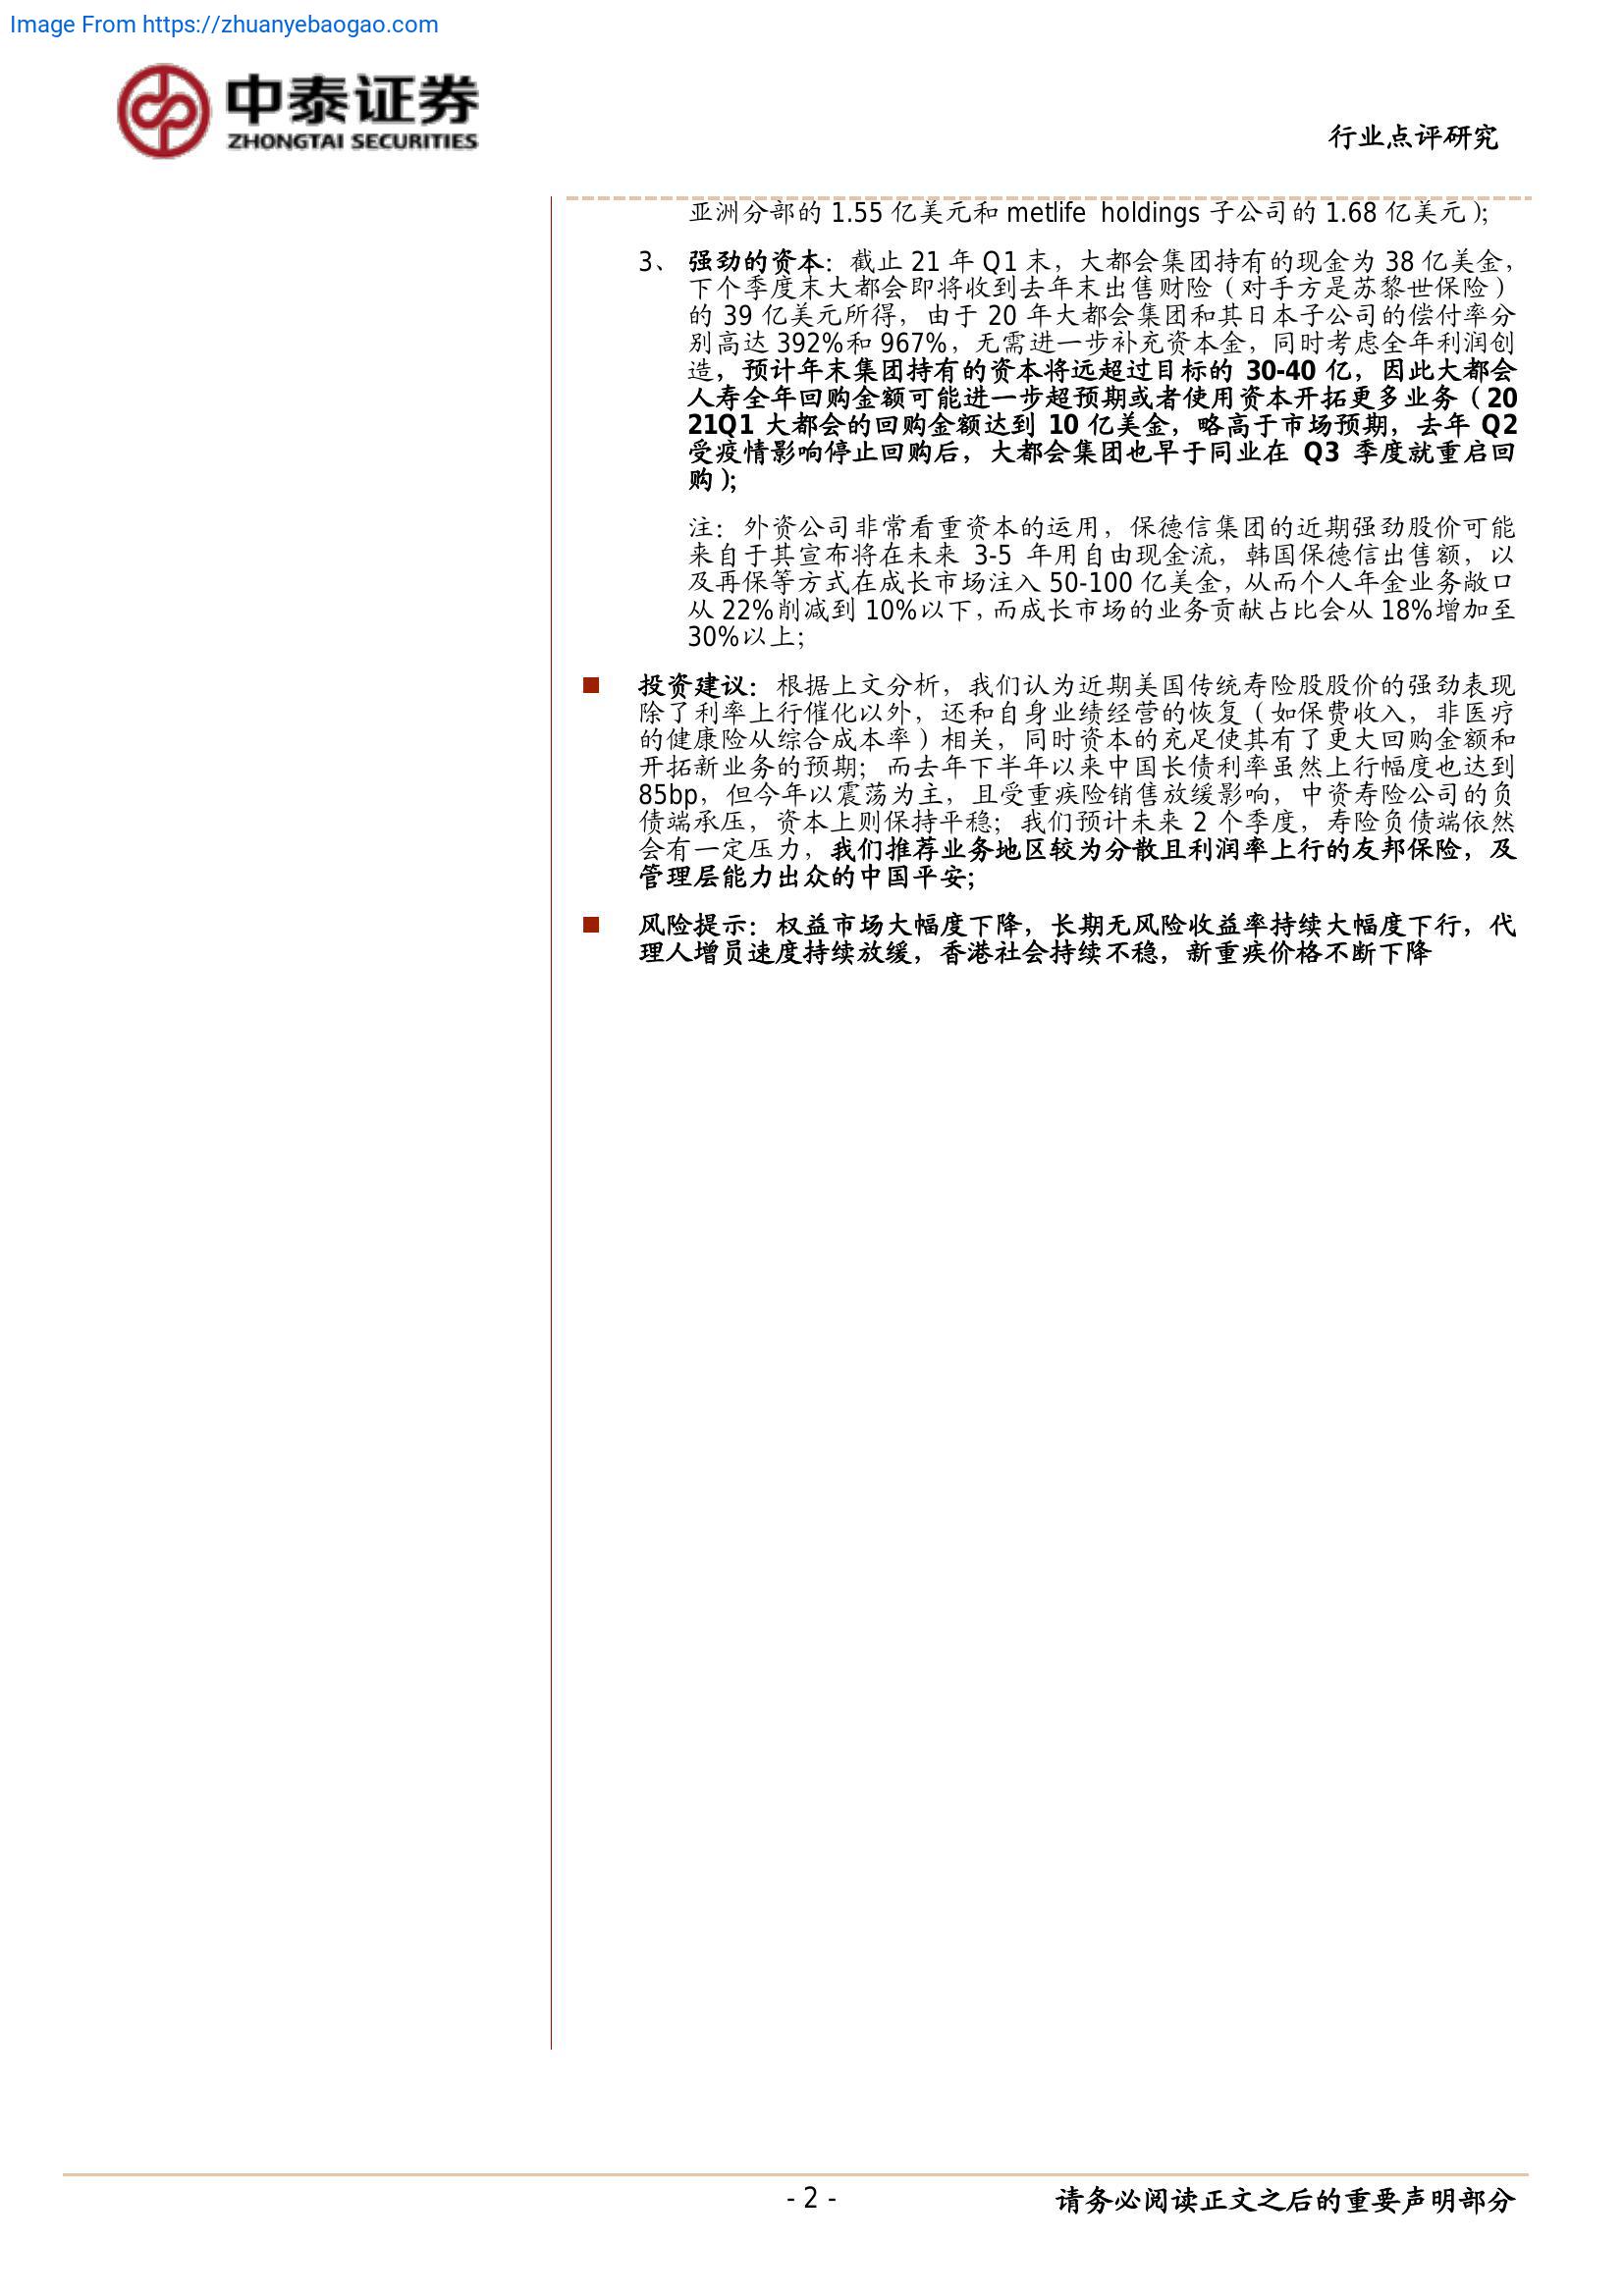 Image From https://zhuanyebaogao.com
中泰证券
ZHONGTAI SECURITIES
行业点评研究
亚洲分部的 1.55 亿美元和 metlife holdings 子公司的 1.68 亿美元）；
3、 强劲的资本：截止 21 年 Q1 末，大都会集团持有的现金为 38 亿美金，
下个季度末大都会即将收到去年末出售财险（对手方是苏黎世保险）
的 39 亿美元所得，由于 20 年大都会集团和其日本子公司的偿付率分
别高达 392%和 967%，无需进一步补充资本金，同时考虑全年利润创
造，预计年末集团持有的资本将远超过目标的 30-40 亿，因此大都会
人寿全年回购金额可能进一步超预期或者使用资本开拓更多业务（20
21Q1 大都会的回购金额达到 10 亿美金，略高于市场预期，去年 Q2
受疫情影响停止回购后，大都会集团也早于同业在 Q3 季度就重启回
购）；
注：外资公司非常看重资本的运用，保德信集团的近期强劲股价可能
来自于其宣布将在未来 3-5 年用自由现金流，韩国保德信出售额，以
及再保等方式在成长市场注入 50-100 亿美金，从而个人年金业务敞口
从 22%削减到 10%以下，而成长市场的业务贡献占比会从 18%增加至
30%以上；
投资建议：根据上文分析，我们认为近期美国传统寿险股股价的强劲表现
除了利率上行催化以外，还和自身业绩经营的恢复（如保费收入，非医疗
的健康险从综合成本率）相关，同时资本的充足使其有了更大回购金额和
开拓新业务的预期；而去年下半年以来中国长债利率虽然上行幅度也达到
85bp，但今年以震荡为主，且受重疾险销售放缓影响，中资寿险公司的负
债端承压，资本上则保持平稳；我们预计未来 2 个季度，寿险负债端依然
会有一定压力，我们推荐业务地区较为分散且利润率上行的友邦保险，及
管理层能力出众的中国平安；
风险提示：权益市场大幅度下降，长期无风险收益率持续大幅度下行，代
理人增员速度持续放缓，香港社会持续不稳，新重疾价格不断下降
- 2 -
请务必阅读正文之后的重要声明部分